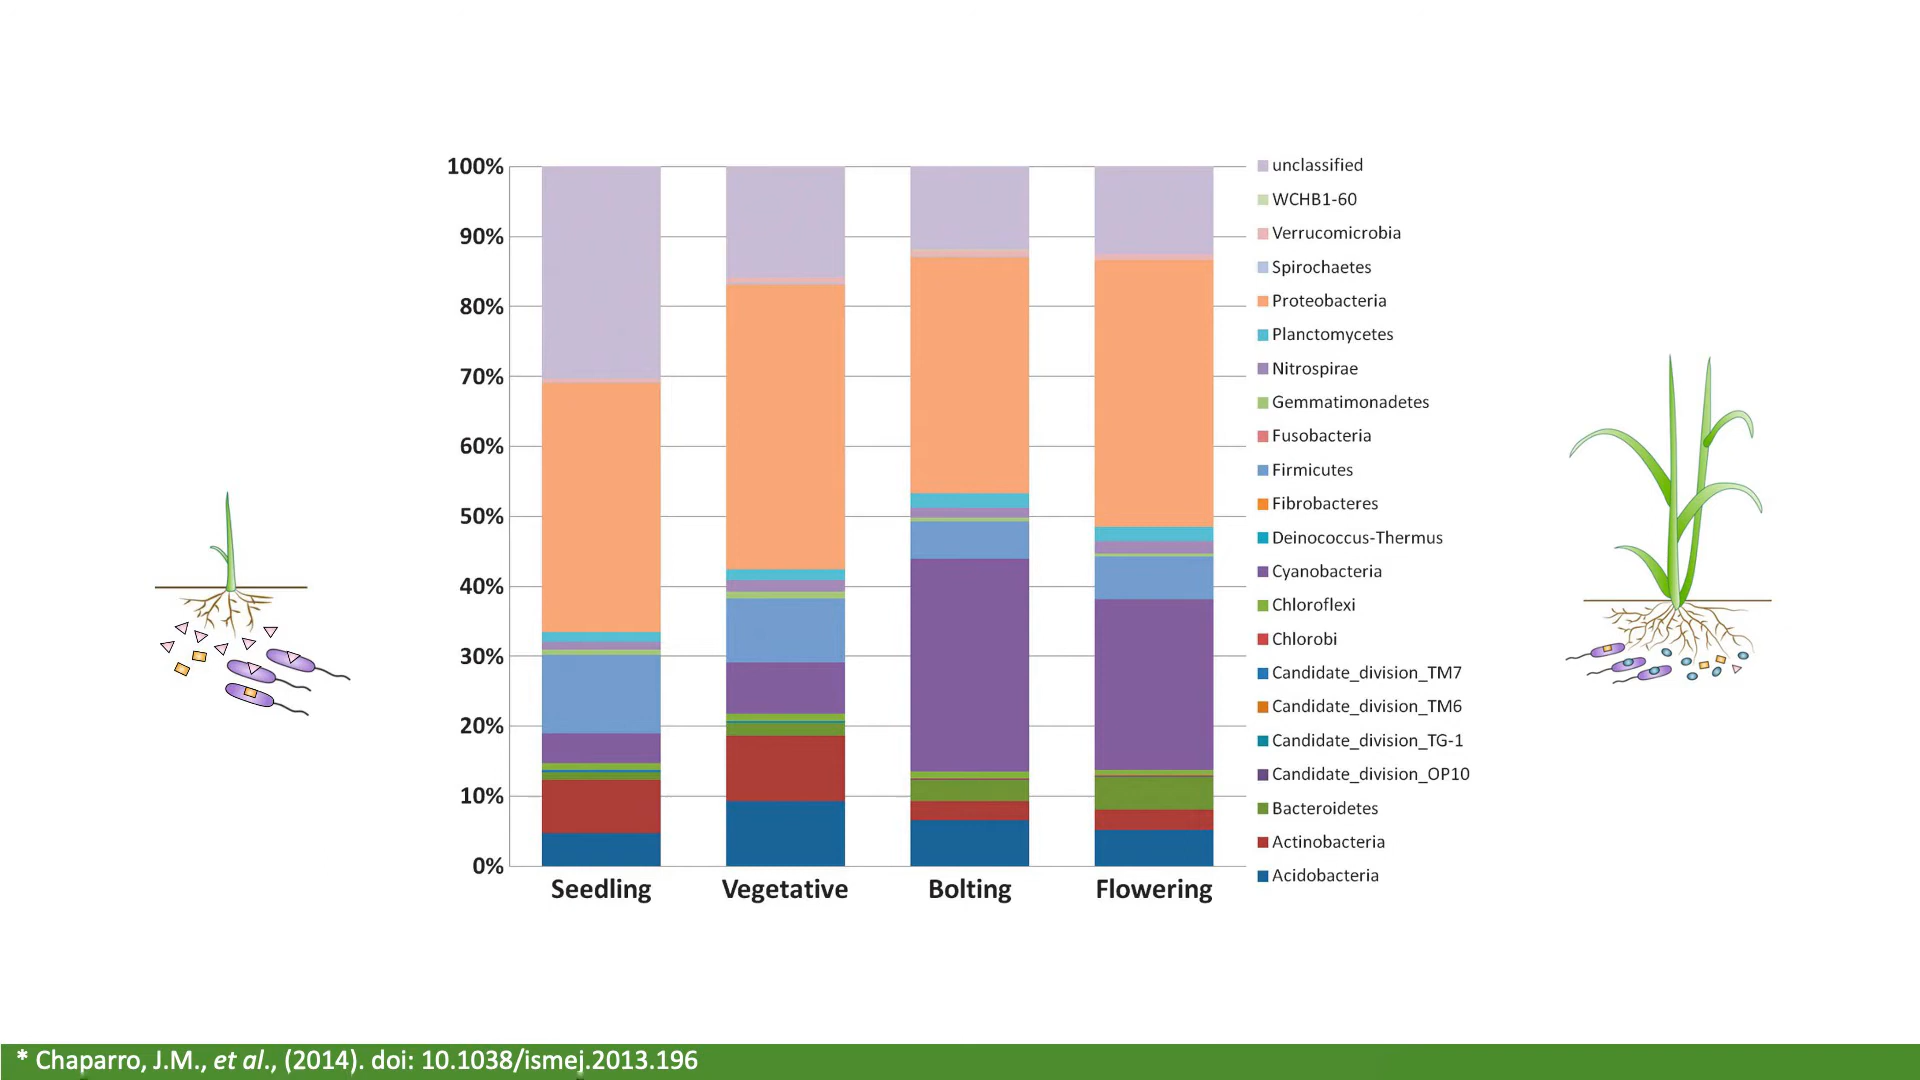 100%
90%
80%
70%
60%
50%
40%
30%
20%
10%
0%
Seedling Vegetative Bolting Flowering
unclassified
WCHB1-60
Verrucomicrobia
Spirochaetes
Proteobacteria
Planctomycetes
Nitrospirae
Gemmatimonadetes
Fusobacteria
Firmicutes
Fibrobacteres
Deinococcus-Thermus
Cyanobacteria
Chloroflexi
Chlorobi
Candidate_division_TM7
Candidate_division_TM6
Candidate_division_TG-1
Candidate_division_OP10
Bacteroidetes
Actinobacteria
Acidobacteria
* Chaparro, J.M., et al., (2014). doi: 10.1038/ismej.2013.196